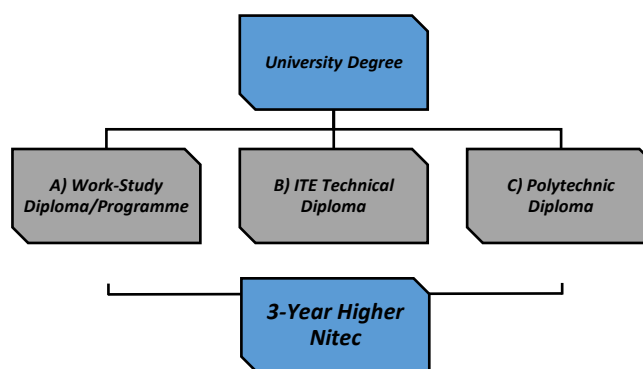 University Degree
A) Work-Study
Diploma/Programme
B) ITE Technical
Diploma
C) Polytechnic
Diploma
3-Year Higher
Nitec